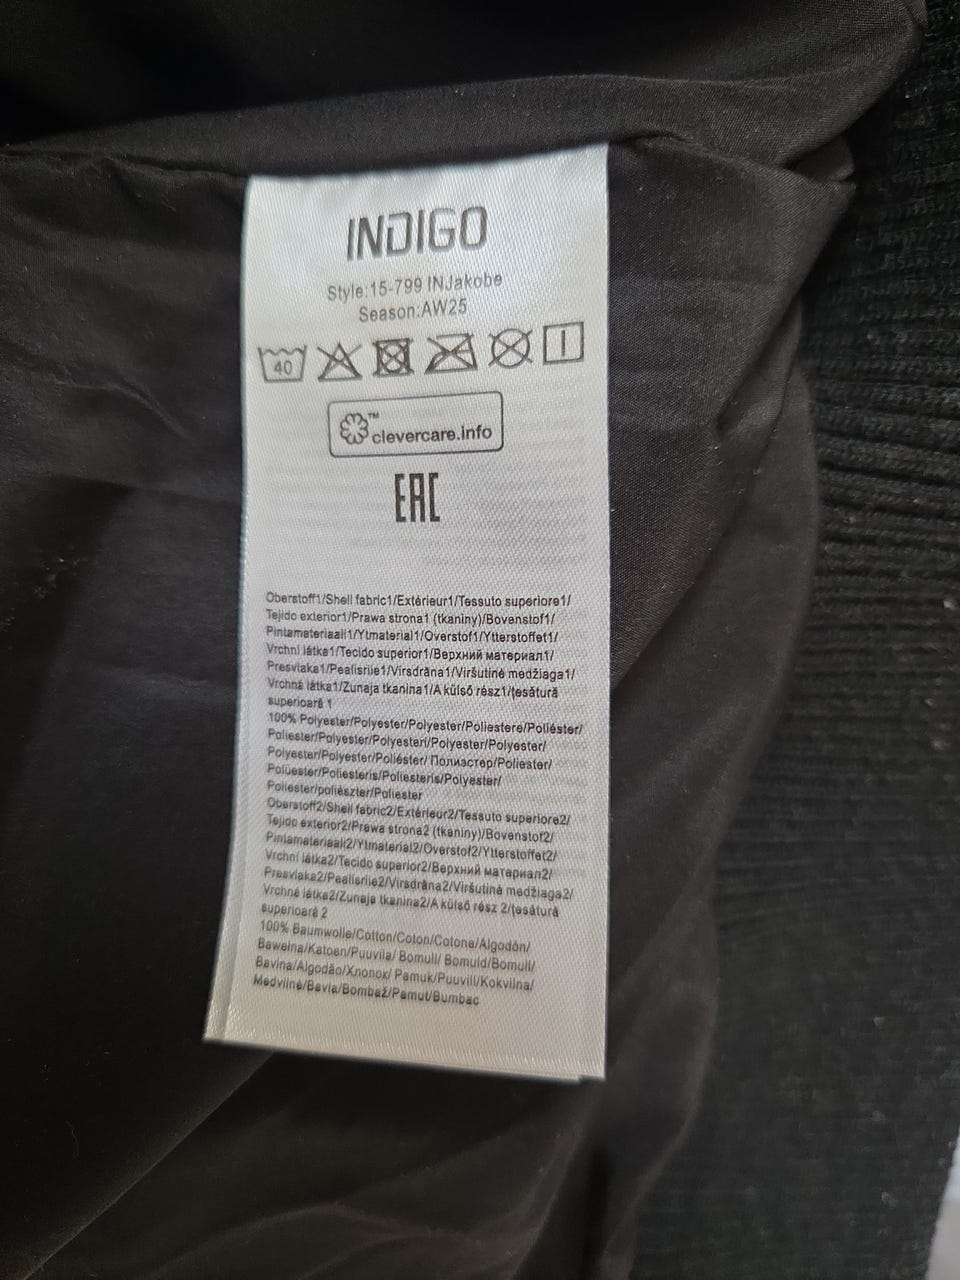 INDIGO
Style:15-799 INJakobe
Season:AW25
40
™
clevercare.info
EAC
Oberstoff1/Shell fabric1/Extérieur1/Tessuto superiore1/
Tejido exterior1/Prawa strona1 (tkaniny)/Bovenstof1/
Pintamateriaali1/Ytmaterial1/Overstof1/Ytterstoffet1/
Vrchní látka1/Tecido superior1/Верхний материал1/
Presvlaka1/Pealisriie1/Virsdrāna1/Viršutinė medžiaga1/
Vrchná látka1/Zunaja tkanina1/A külső rész1/țesătură
superioară 1
100% Polyester/Polyester/Polyester/Poliestere/Poliéster/
Poliester/Polyester/Polyesteri/Polyester/Polyester/
Polyester/Polyester/Poliéster/ Полиэстер/Poliester/
Polüester/Poliesteris/Poliesteris/Polyester/
Poliester/poliészter/Poliester
Oberstoff2/Shell fabric2/Extérieur2/Tessuto superiore2/
Tejido exterior2/Prawa strona2 (tkaniny)/Bovenstof2/
Pintamateriaali2/Ytmaterial2/Overstof2/Ytterstoffet2/
Vrchní látka2/Tecido superior2/Верхний материал2/
Presvlaka2/Pealisriie2/Virsdrāna2/Viršutinė medžiaga2/
Vrchná látka2/Zunaja tkanina2/A külső rész 2/țesătură
superioară 2
100% Baumwolle/Cotton/Coton/Cotone/Algodón/
Bawełna/Katoen/Puuvilla/ Bomull/ Bomuld/Bomull/
Bavlna/Algodão/Хлопок/ Pamuk/Puuvill/Kokvilna/
Medvilnė/Bavla/Bombaž/Pamut/Bumbac